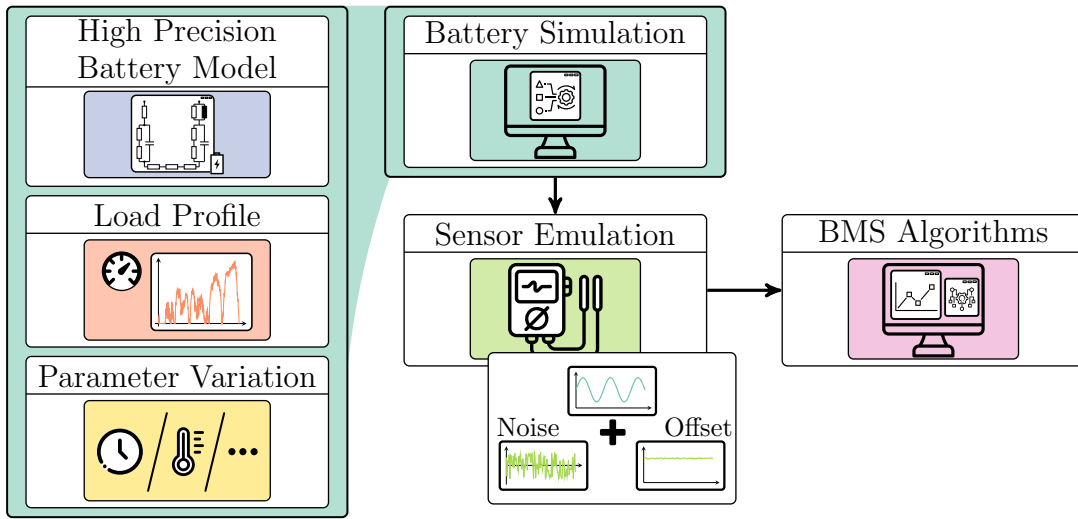 High Precision
Battery Model
Load Profile
Parameter Variation
Battery Simulation
Sensor Emulation
Noise
Offset
BMS Algorithms